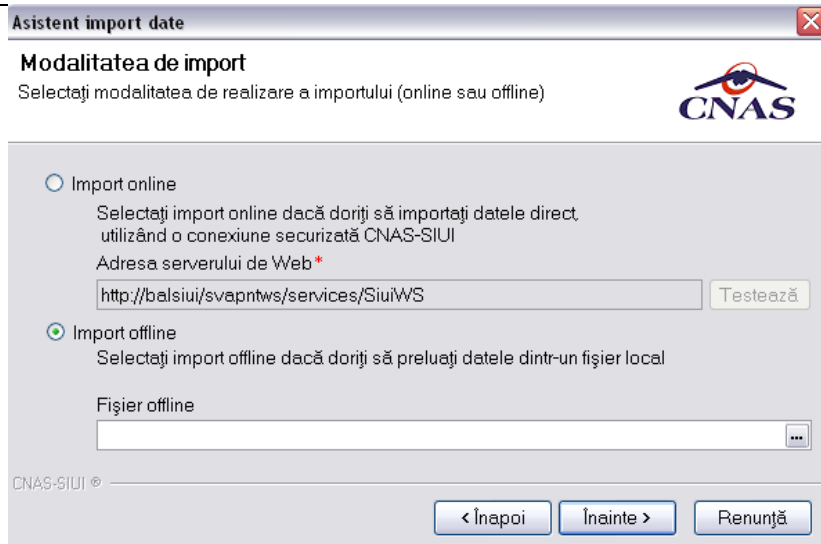 Asistent import date
Modalitatea de import
Selectaţi modalitatea de realizare a importului (online sau offline)
CNAS
Import online
Selectaţi import online dacă doriţi să importaţi datele direct,
utilizând o conexiune securizată CNAS-SIUI
Adresa serverului de Web*
http://balsiui/svapntws/services/SiuiWS
Testează
Import offline
Selectaţi import offline dacă doriţi să preluaţi datele dintr-un fişier local
Fişier offline
...
CNAS-SIUI ®
< Înapoi
Înainte >
Renunţă